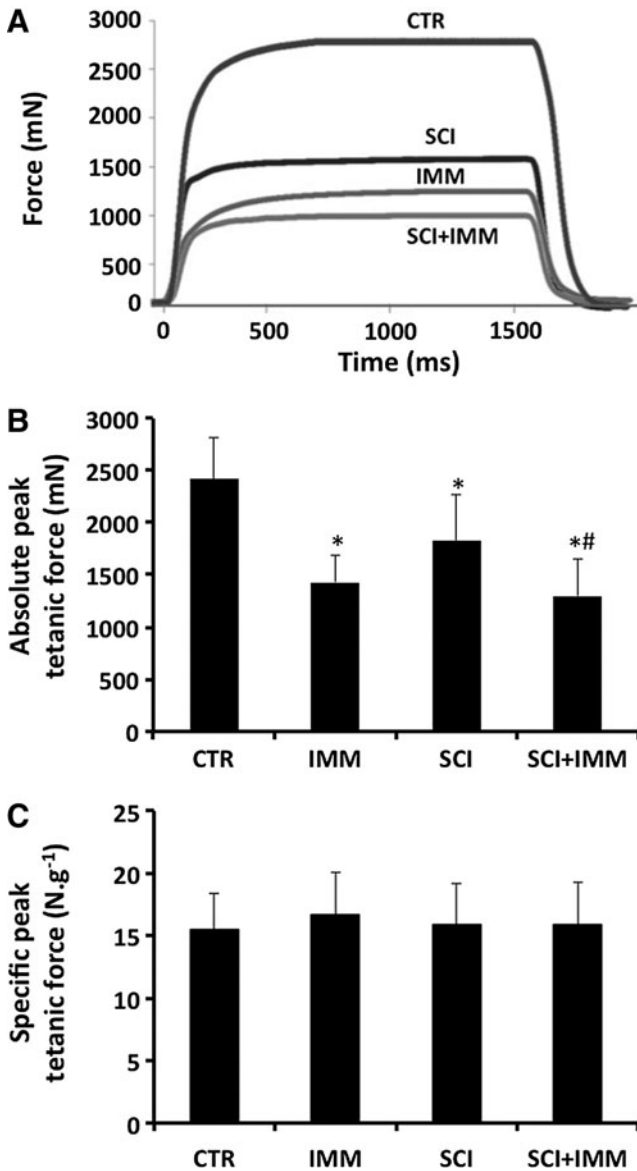 A
Force (mN)
3000
2500
2000
1500
1000
500
0
CTR
SCI
IMM
SCI+IMM
0
500
1000
1500
Time (ms)
B
Absolute peak
tetanic force (mN)
3000
2500
2000
1500
1000
500
0
*
*
*#
CTR
IMM
SCI
SCI+IMM
C
Specific peak
tetanic force (N.g⁻¹)
25
20
15
10
5
0
CTR
IMM
SCI
SCI+IMM